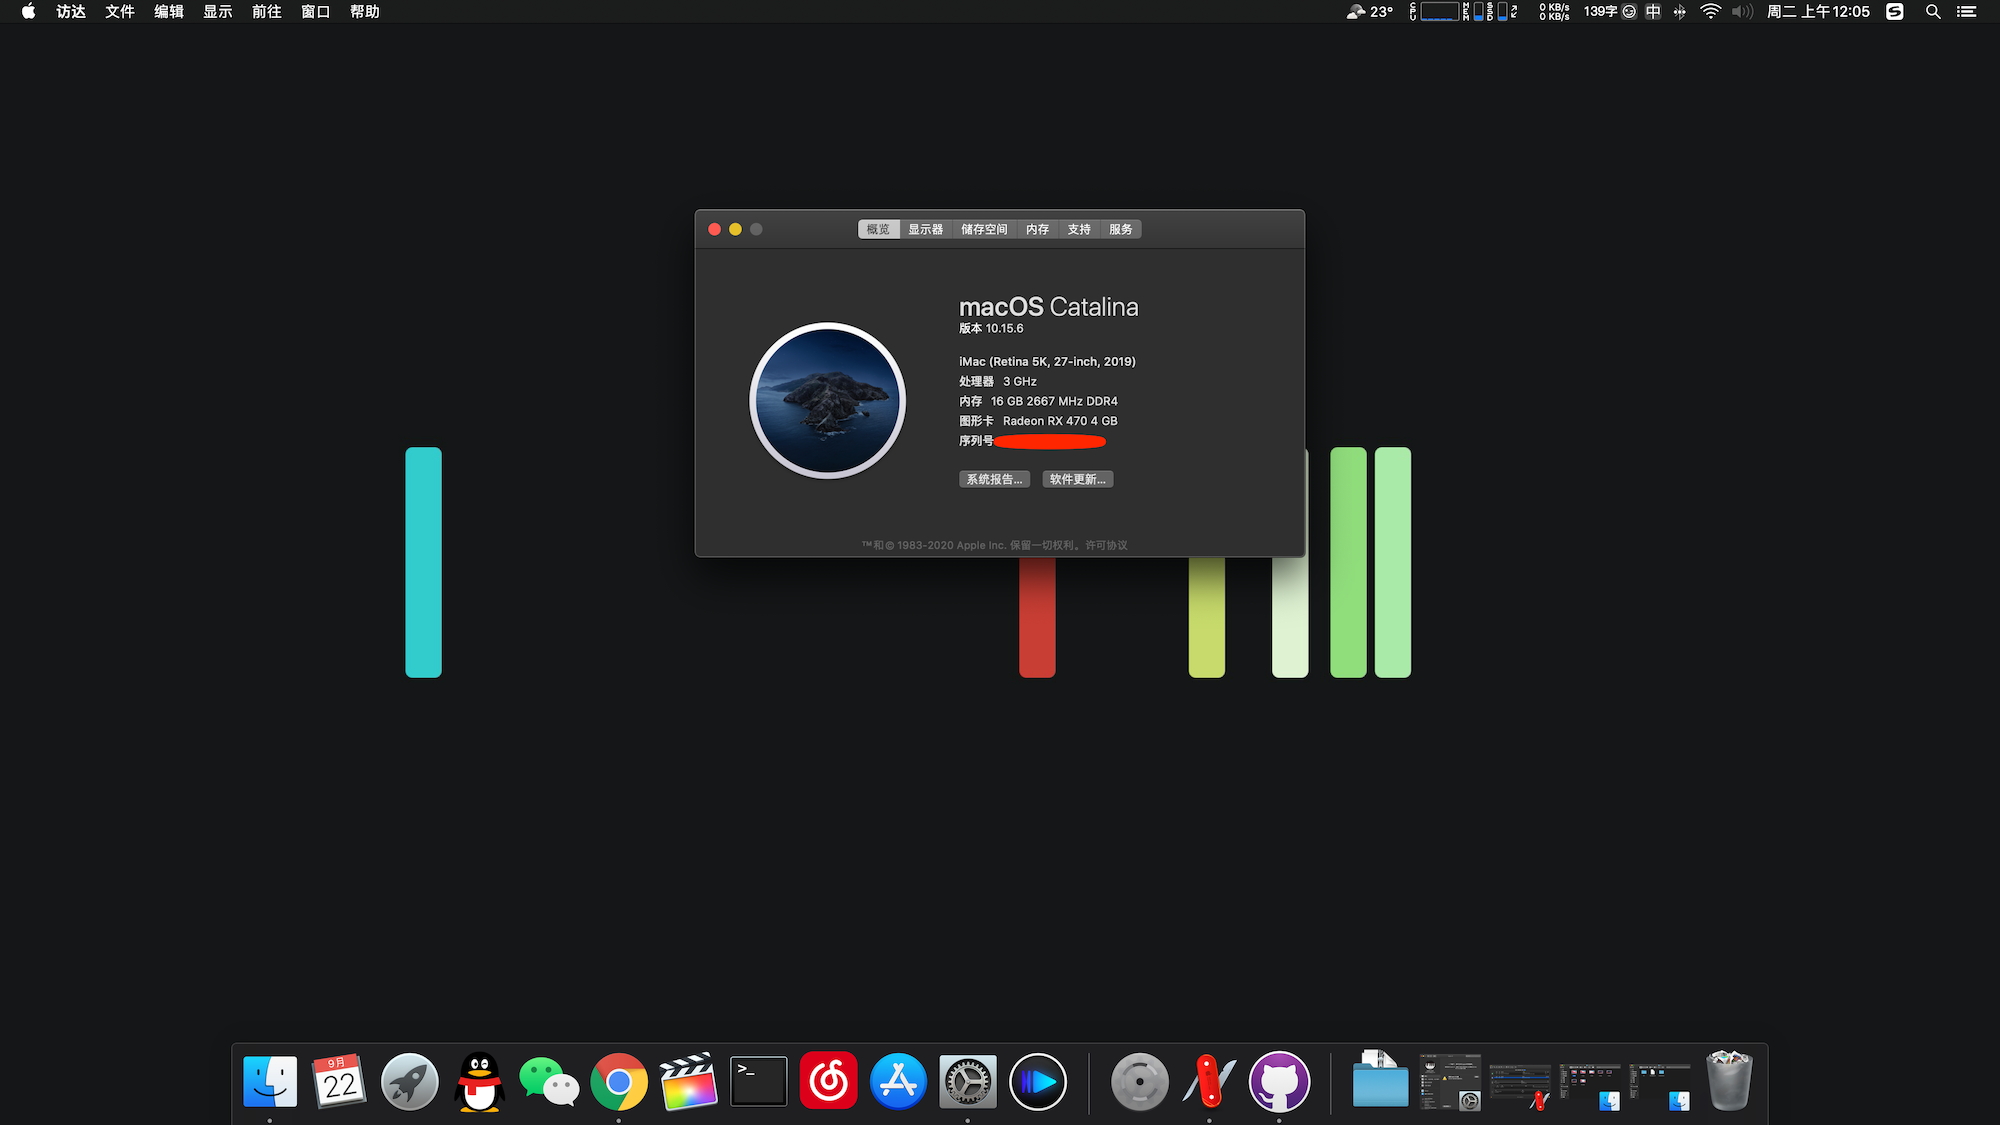 访达 文件 编辑 显示 前往 窗口 帮助
23° CPU MEM SSD 0 KB/s 0 KB/s 139字 中 周二 上午12:05
概览 显示器 储存空间 内存 支持 服务
macOS Catalina
版本 10.15.6
iMac (Retina 5K, 27-inch, 2019)
处理器 3 GHz
内存 16 GB 2667 MHz DDR4
图形卡 Radeon RX 470 4 GB
序列号
系统报告... 软件更新...
™和© 1983-2020 Apple Inc. 保留一切权利。许可协议
9月
22
>_